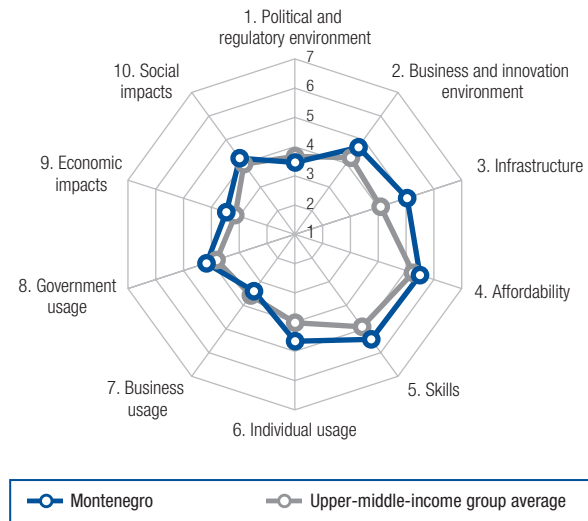 1. Political and
regulatory environment
2. Business and innovation
environment
3. Infrastructure
4. Affordability
5. Skills
6. Individual usage
7. Business
usage
8. Government
usage
9. Economic
impacts
10. Social
impacts
7
6
5
4
3
2
1
Montenegro
Upper-middle-income group average